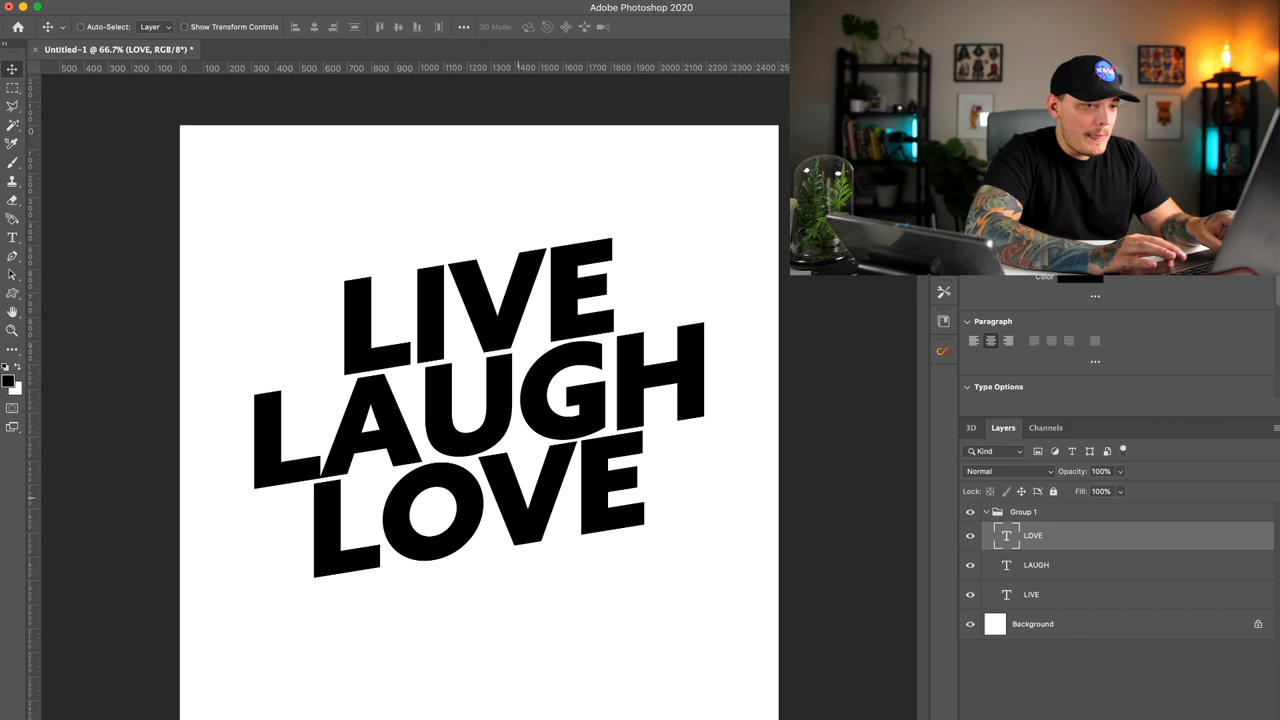 Adobe Photoshop 2020
Auto-Select: Layer Show Transform Controls 3D Mode:
Untitled-1 @ 66.7% (LOVE, RGB/8*) *
500 400 300 200 100 0 100 200 300 400 500 600 700 800 900 1000 1100 1200 1300 1400 1500 1600 1700 1800 1900 2000 2100 2200 2300 2400
NASA
LIVE
LAUGH
LOVE
Color
Paragraph
Type Options
3D Layers Channels
Kind
Normal Opacity: 100%
Lock: Fill: 100%
Group 1
T LOVE
T LAUGH
T LIVE
Background